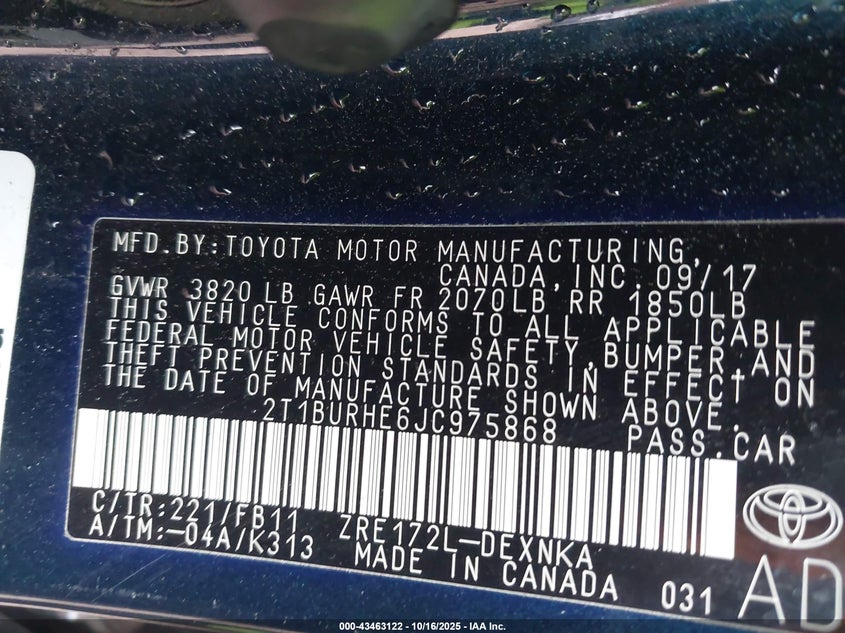 MFD.BY:TOYOTA MOTOR MANUFACTURING,
CANADA,INC.09/17
GVWR 3820 LB GAWR FR 2070LB RR 1850LB
THIS VEHICLE CONFORMS TO ALL APPLICABLE
FEDERAL MOTOR VEHICLE SAFETY,BUMPER,AND
THEFT PREVENTION STANDARDS IN EFFECT ON
THE DATE OF MANUFACTURE SHOWN ABOVE.
2T1BURHE6JC975868 PASS.CAR
C/TR:221/FB11 ZRE172L-DEXNKA
A/TM:-04A/K313 MADE IN CANADA 031 AD
000-43463122 - 10/16/2025 - IAA Inc.